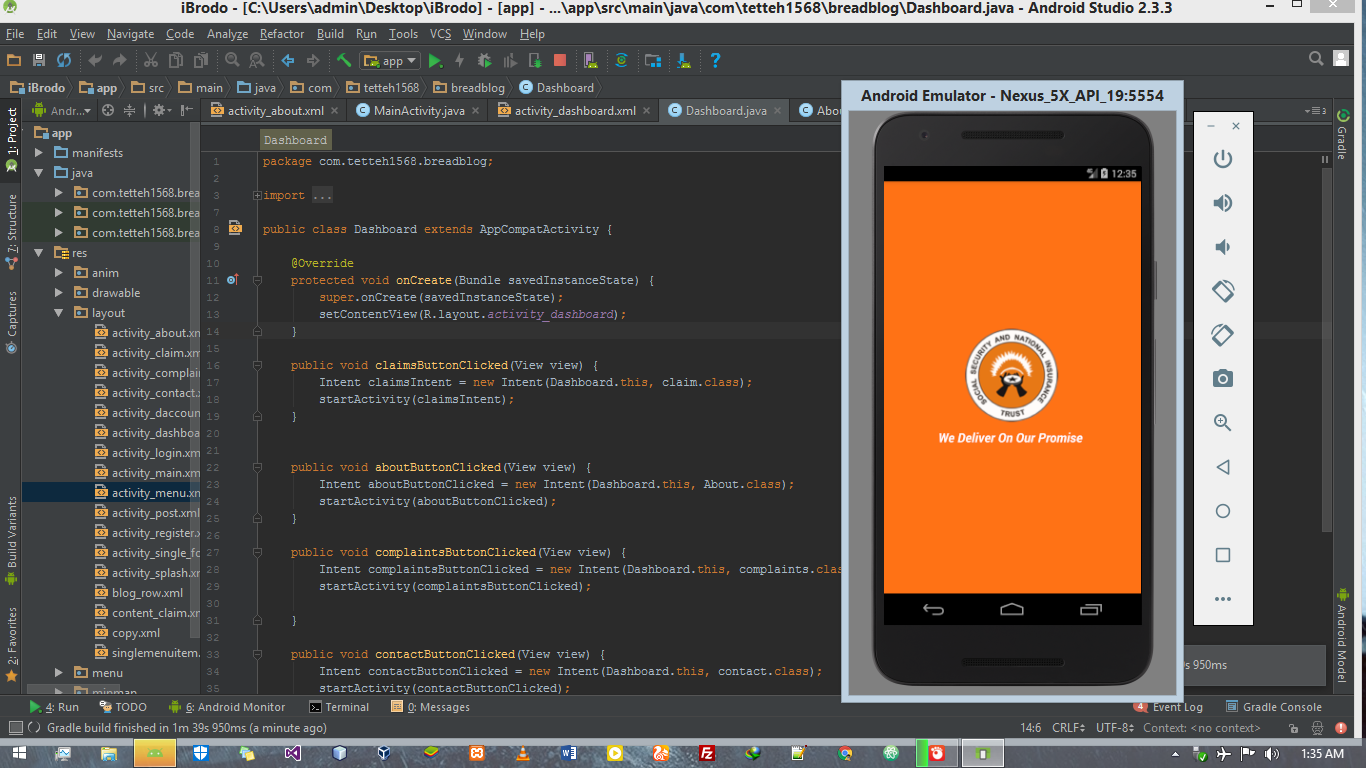 iBrodo - [C:\Users\admin\Desktop\iBrodo] - [app] - ...\app\src\main\java\com\tetteh1568\breadblog\Dashboard.java - Android Studio 2.3.3
File Edit View Navigate Code Analyze Refactor Build Run Tools VCS Window Help
app
iBrodo app src main java com tetteh1568 breadblog Dashboard
Andr... activity_about.xml MainActivity.java activity_dashboard.xml Dashboard.java Abou
1: Project
7: Structure
Captures
Build Variants
2: Favorites
app
manifests
java
com.tetteh1568.brea
com.tetteh1568.brea
com.tetteh1568.brea
res
anim
drawable
layout
activity_about.xm
activity_claim.xm
activity_complain
activity_contact.x
activity_daccoun
activity_dashboa
activity_login.xm
activity_main.xm
activity_menu.xm
activity_post.xml
activity_register.x
activity_single_fo
activity_splash.xm
blog_row.xml
content_claim.xm
copy.xml
singlemenuitem.
menu
mipmap
Dashboard
1 package com.tetteh1568.breadblog;
2
3 import ...
7
8 public class Dashboard extends AppCompatActivity {
9
10 @Override
11 protected void onCreate(Bundle savedInstanceState) {
12 super.onCreate(savedInstanceState);
13 setContentView(R.layout.activity_dashboard);
14 }
15
16 public void claimsButtonClicked(View view) {
17 Intent claimsIntent = new Intent(Dashboard.this, claim.class);
18 startActivity(claimsIntent);
19 }
20
21
22 public void aboutButtonClicked(View view) {
23 Intent aboutButtonClicked = new Intent(Dashboard.this, About.class);
24 startActivity(aboutButtonClicked);
25 }
26
27 public void complaintsButtonClicked(View view) {
28 Intent complaintsButtonClicked = new Intent(Dashboard.this, complaints.clas
29 startActivity(complaintsButtonClicked);
30
31 }
32
33 public void contactButtonClicked(View view) {
34 Intent contactButtonClicked = new Intent(Dashboard.this, contact.class);
35 startActivity(contactButtonClicked);
Android Emulator - Nexus_5X_API_19:5554
12:35
SOCIAL SECURITY AND NATIONAL INSURANCE
TRUST
We Deliver On Our Promise
3
Gradle
Android Model
s 950ms
4: Run TODO 6: Android Monitor Terminal 0: Messages 4 Event Log Gradle Console
Gradle build finished in 1m 39s 950ms (a minute ago) 14:6 CRLF UTF-8 Context: <no context>
1:35 AM